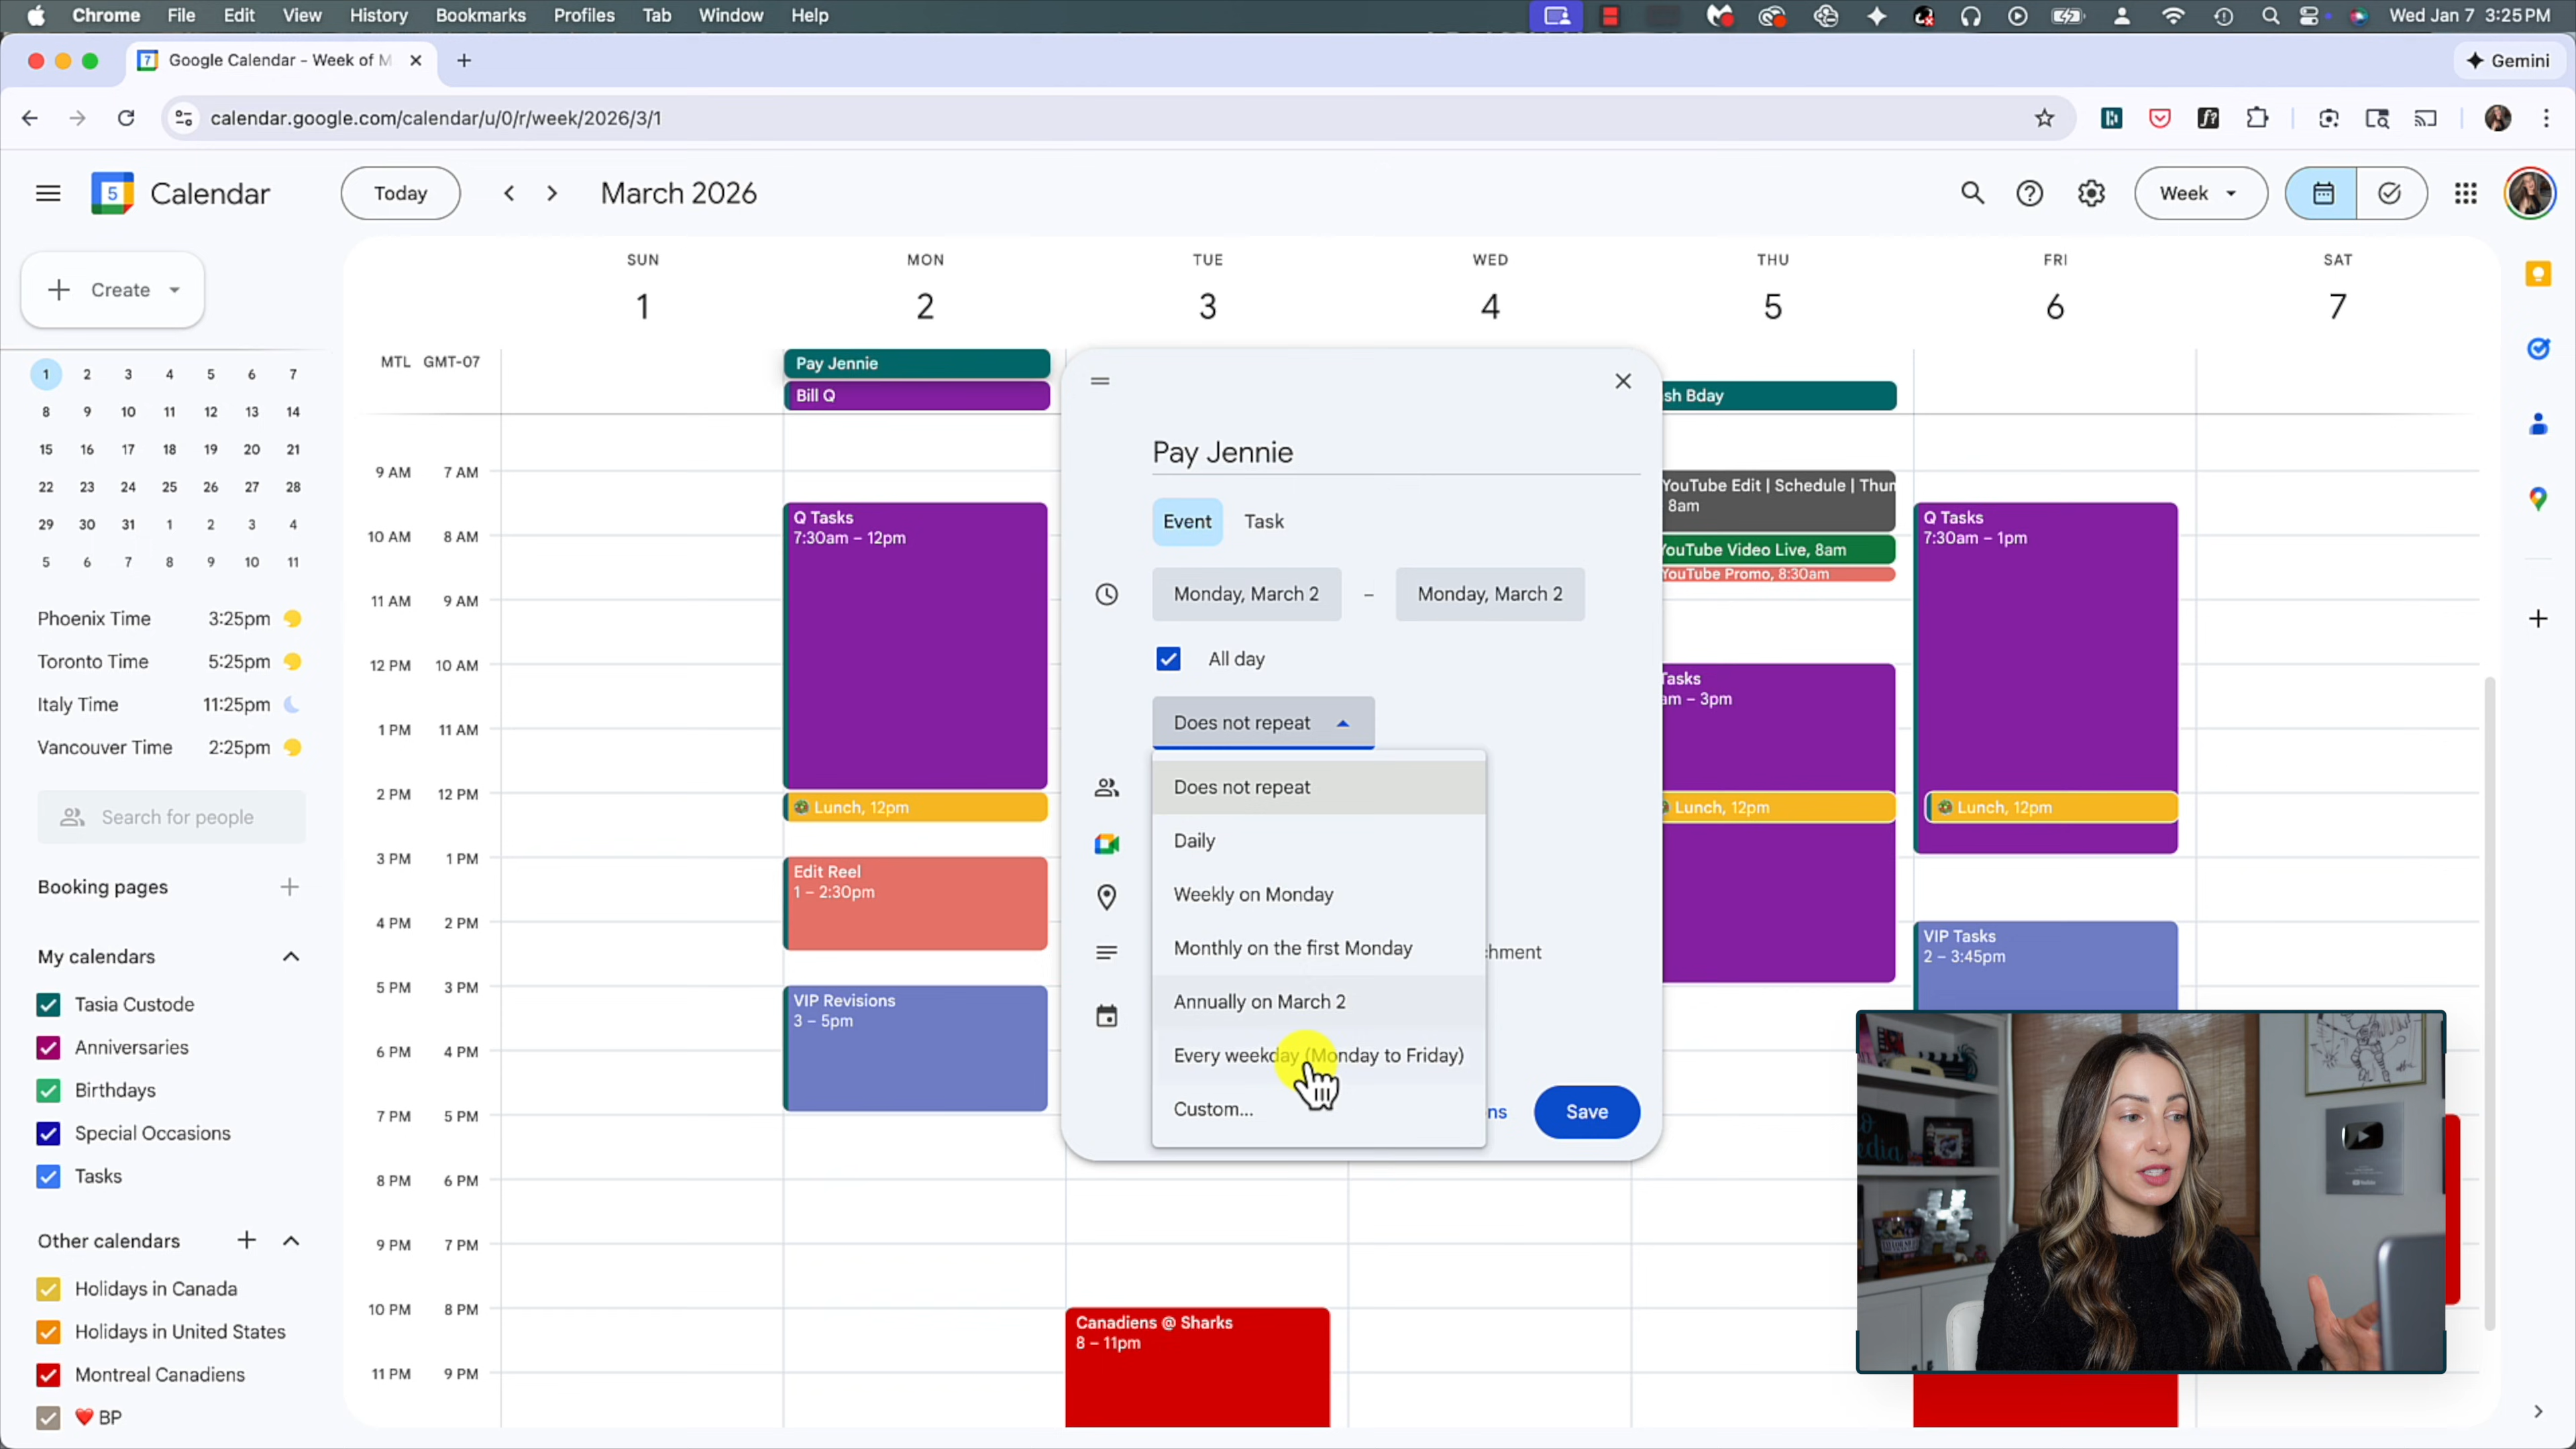 Chrome File Edit View History Bookmarks Profiles Tab Window Help
Wed Jan 7 3:25 PM
Google Calendar - Week of M
Gemini
calendar.google.com/calendar/u/0/r/week/2026/3/1
5 Calendar
Today
March 2026
Week
Create
1 2 3 4 5 6 7
8 9 10 11 12 13 14
15 16 17 18 19 20 21
22 23 24 25 26 27 28
29 30 31 1 2 3 4
5 6 7 8 9 10 11
Phoenix Time 3:25pm
Toronto Time 5:25pm
Italy Time 11:25pm
Vancouver Time 2:25pm
Search for people
Booking pages
My calendars
Tasia Custode
Anniversaries
Birthdays
Special Occasions
Tasks
Other calendars
Holidays in Canada
Holidays in United States
Montreal Canadiens
BP
SUN MON TUE WED THU FRI SAT
1 2 3 4 5 6 7
MTL GMT-07
9 AM 7 AM
10 AM 8 AM
11 AM 9 AM
12 PM 10 AM
1 PM 11 AM
2 PM 12 PM
3 PM 1 PM
4 PM 2 PM
5 PM 3 PM
6 PM 4 PM
7 PM 5 PM
8 PM 6 PM
9 PM 7 PM
10 PM 8 PM
11 PM 9 PM
Pay Jennie
Bill Q
Q Tasks
7:30am – 12pm
Lunch, 12pm
Edit Reel
1 – 2:30pm
VIP Revisions
3 – 5pm
Canadiens @ Sharks
8 – 11pm
Pay Jennie
Event Task
Monday, March 2 – Monday, March 2
All day
Does not repeat
Does not repeat
Daily
Weekly on Monday
Monthly on the first Monday
Annually on March 2
Every weekday (Monday to Friday)
Custom...
chment
ns
Save
sh Bday
YouTube Edit | Schedule | Thum
8am
YouTube Video Live, 8am
YouTube Promo, 8:30am
Tasks
am – 3pm
Lunch, 12pm
Q Tasks
7:30am – 1pm
Lunch, 12pm
VIP Tasks
2 – 3:45pm